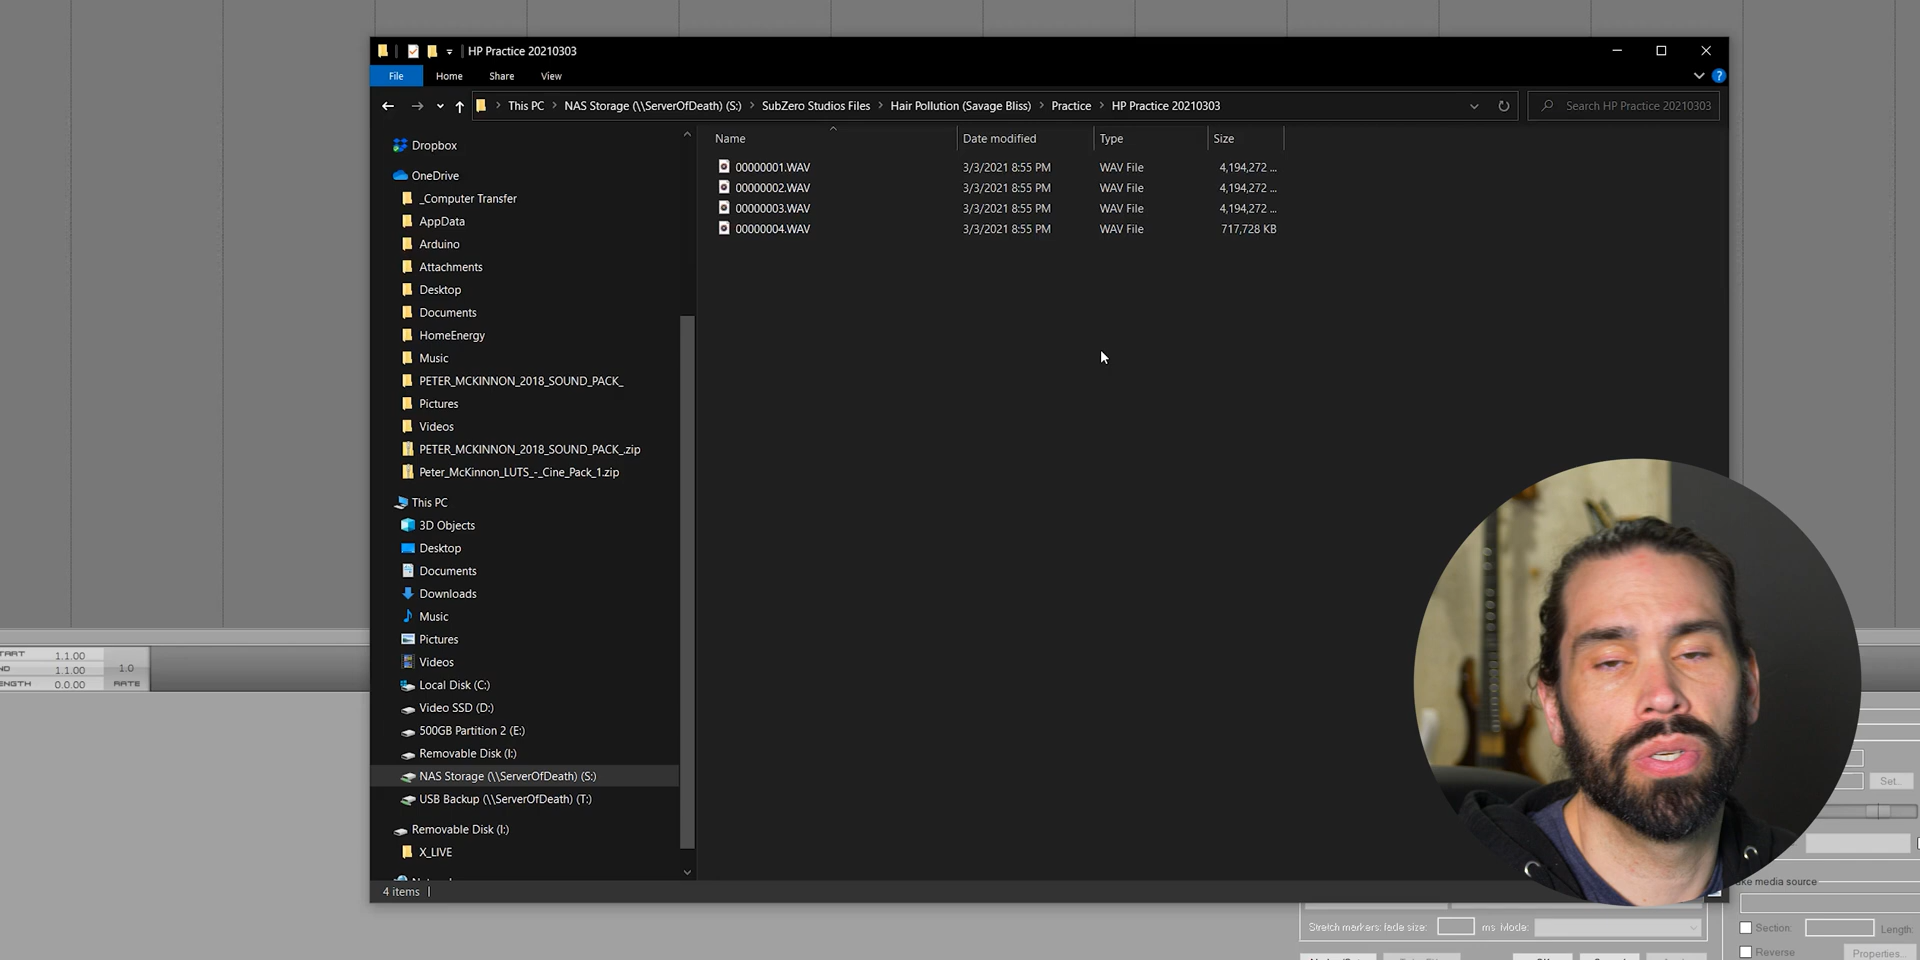 HP Practice 20210303
File Home Share View
This PC NAS Storage (\\ServerOfDeath) (S:) SubZero Studios Files Hair Pollution (Savage Bliss) Practice HP Practice 20210303 Search HP Practice 20210303
Name Date modified Type Size
00000001.WAV 3/3/2021 8:55 PM WAV File 4,194,272 ...
00000002.WAV 3/3/2021 8:55 PM WAV File 4,194,272 ...
00000003.WAV 3/3/2021 8:55 PM WAV File 4,194,272 ...
00000004.WAV 3/3/2021 8:55 PM WAV File 717,728 KB
Dropbox
OneDrive
_Computer Transfer
AppData
Arduino
Attachments
Desktop
Documents
HomeEnergy
Music
PETER_MCKINNON_2018_SOUND_PACK_
Pictures
Videos
PETER_MCKINNON_2018_SOUND_PACK_.zip
Peter_McKinnon_LUTS_-_Cine_Pack_1.zip
This PC
3D Objects
Desktop
Documents
Downloads
Music
Pictures
Videos
Local Disk (C:)
Video SSD (D:)
500GB Partition 2 (E:)
Removable Disk (I:)
NAS Storage (\\ServerOfDeath) (S:)
USB Backup (\\ServerOfDeath) (T:)
Removable Disk (I:)
X_LIVE
4 items
TART 1.1.00
ND 1.1.00 1.0
ENGTH 0.0.00 RATE
Set..
ake media source
Stretch markers: fade size: ms Mode:
Section: Length:
Reverse Properties...